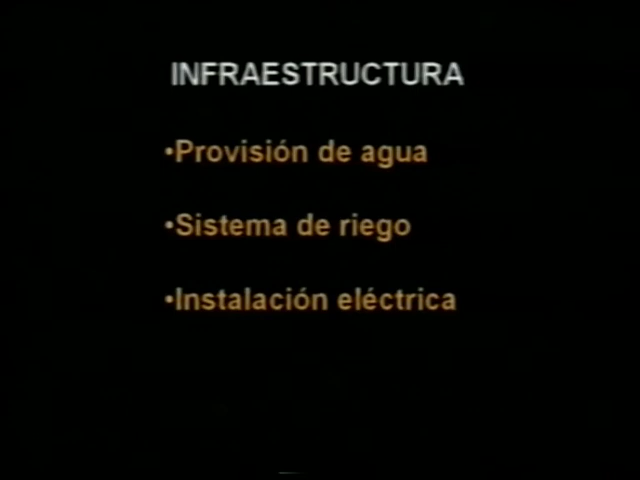 INFRAESTRUCTURA
•Provisión de agua
•Sistema de riego
•Instalación eléctrica